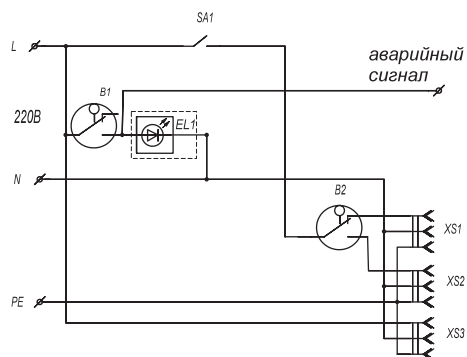 SA1
L
аварийный
сигнал
B1
220В
EL1
N
B2
XS1
XS2
PE
XS3